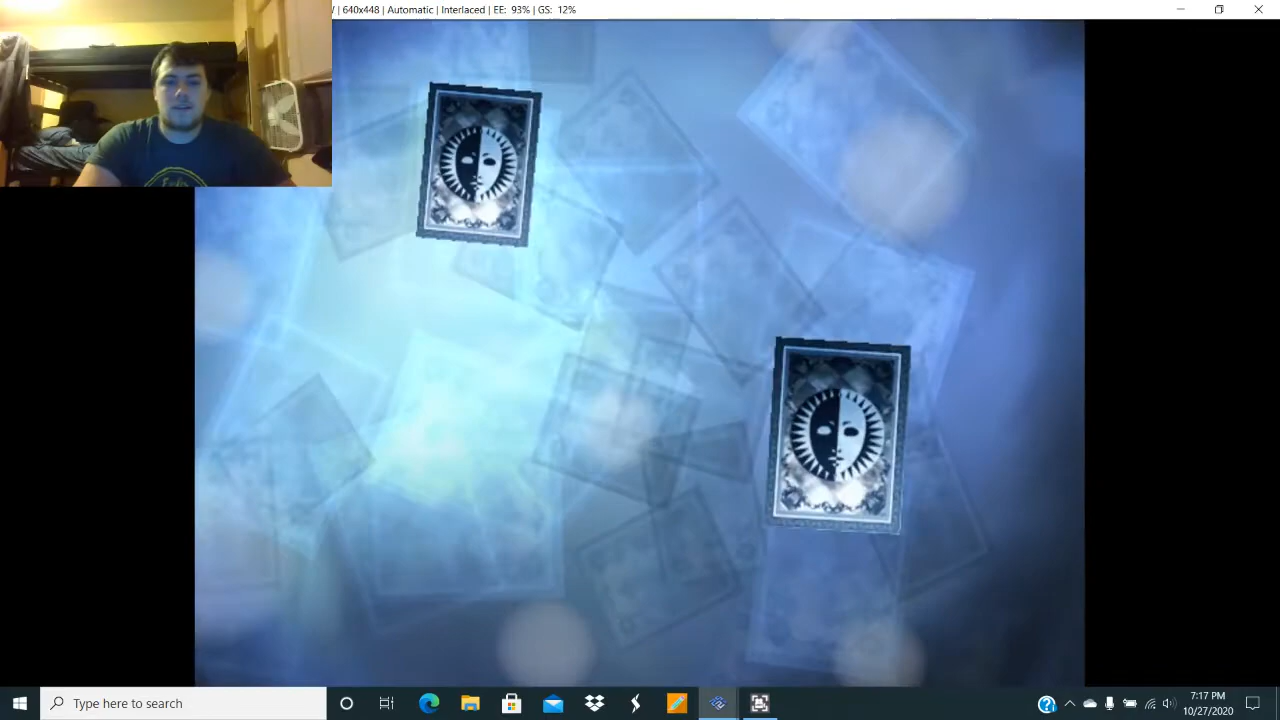 | 640x448 | Automatic | Interlaced | EE: 93% | GS: 12%
Type here to search
7:17 PM
10/27/2020